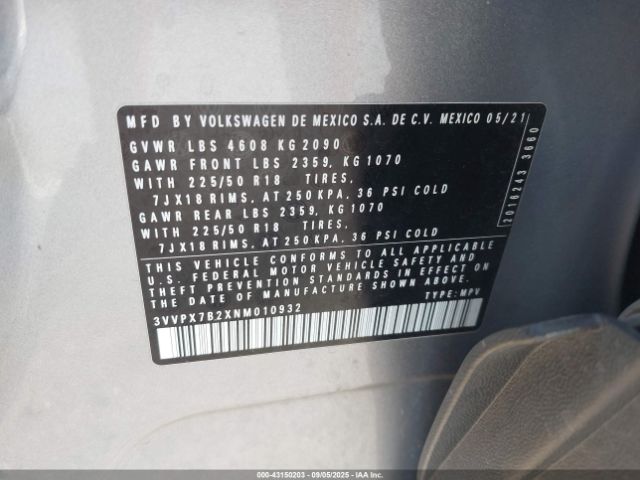 MFD BY VOLKSWAGEN DE MEXICO S.A. DE C.V. MEXICO 05/21
GVWR LBS 4608 KG 2090
GAWR FRONT LBS 2359, KG 1070
WITH 225/50 R18 TIRES,
7JX18 RIMS, AT 250 KPA, 36 PSI COLD
GAWR REAR LBS 2359, KG 1070
WITH 225/50 R18 TIRES,
7JX18 RIMS, AT 250 KPA, 36 PSI COLD
THIS VEHICLE CONFORMS TO ALL APPLICABLE
U.S. FEDERAL MOTOR VEHICLE SAFETY AND
THEFT PREVENTION STANDARDS IN EFFECT ON
THE DATE OF MANUFACTURE SHOWN ABOVE.
3VVPX7B2XNM010932 TYPE: MPV
2016243 3660
000-43150203 - 09/05/2025 - COPYRIGHT IAA, LLC.